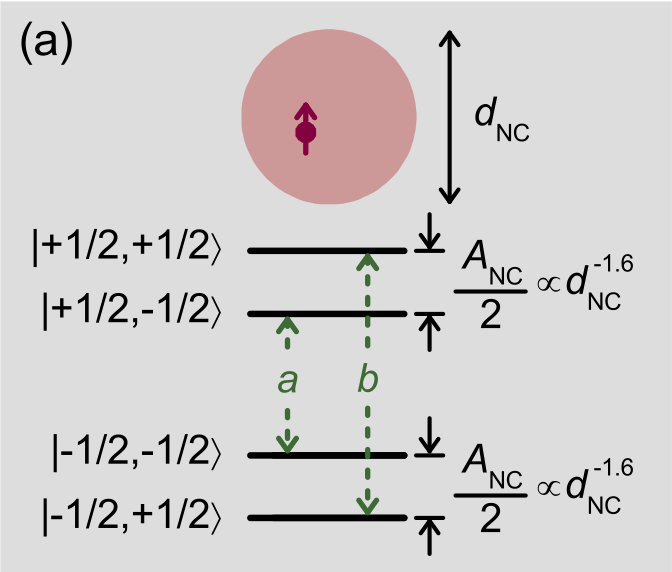 (a)
d_NC
|+1/2,+1/2⟩
A_NC/2 ∝ d_NC^-1.6
|+1/2,-1/2⟩
a b
|-1/2,-1/2⟩
A_NC/2 ∝ d_NC^-1.6
|-1/2,+1/2⟩